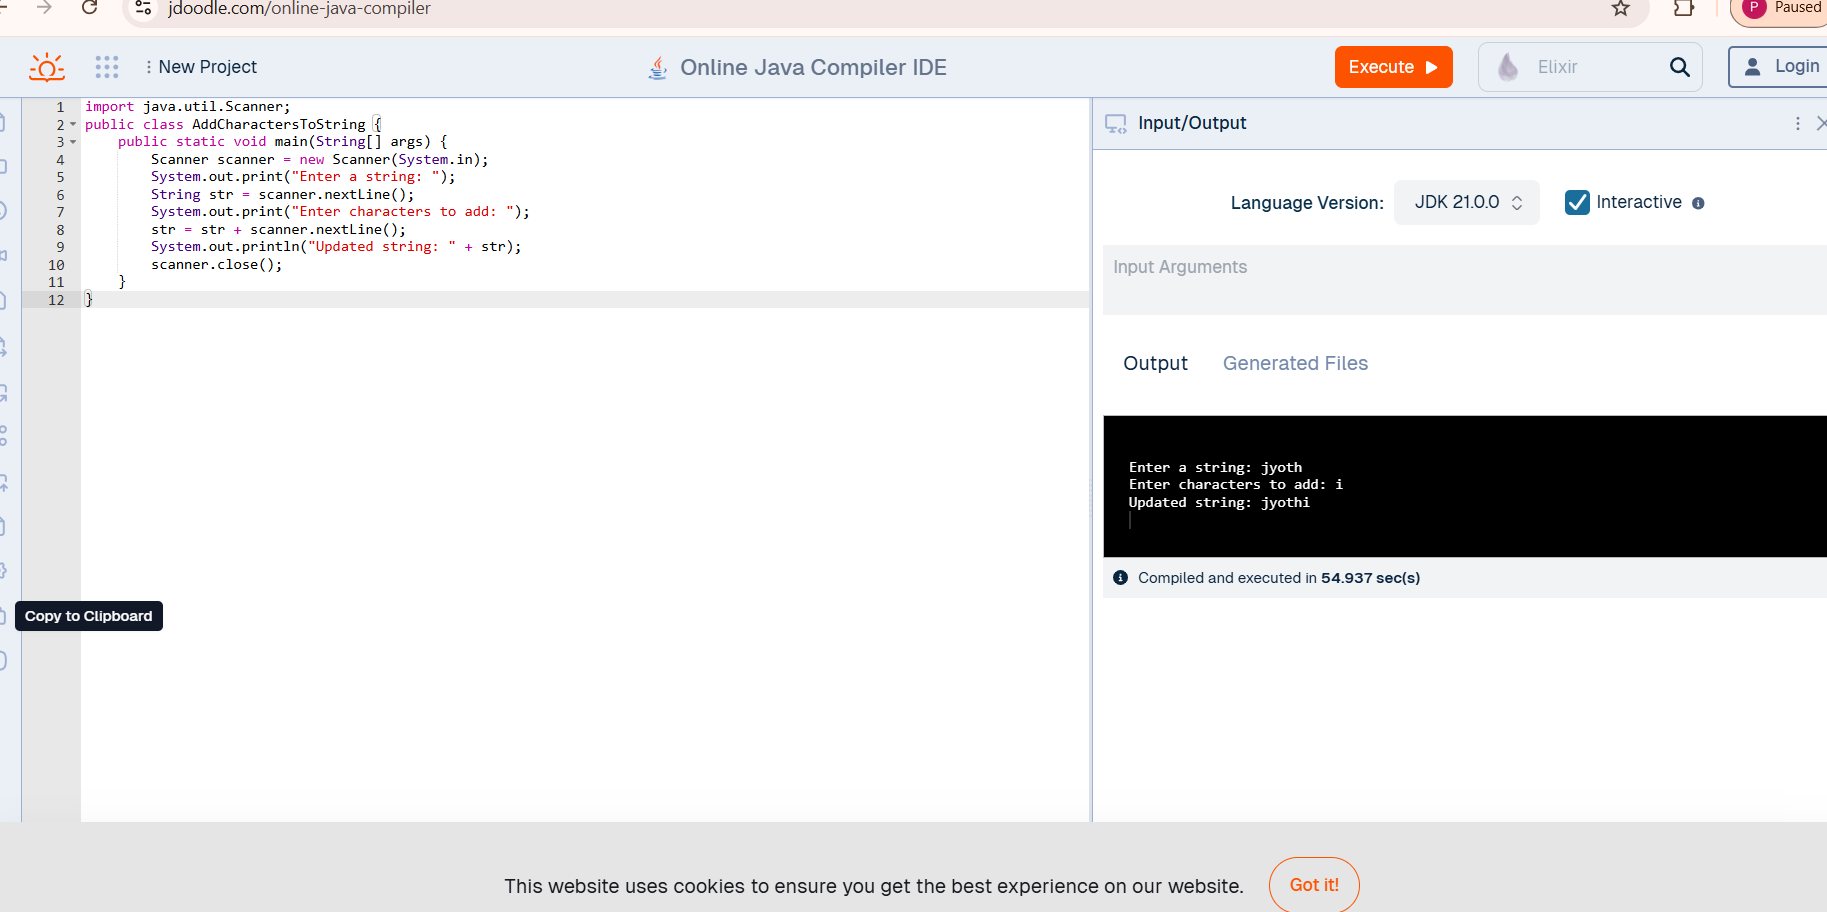 jdoodle.com/online-java-compiler
P Paused
New Project
Online Java Compiler IDE
Execute
Elixir
Login
1 import java.util.Scanner;
2 public class AddCharactersToString {
3     public static void main(String[] args) {
4         Scanner scanner = new Scanner(System.in);
5         System.out.print("Enter a string: ");
6         String str = scanner.nextLine();
7         System.out.print("Enter characters to add: ");
8         str = str + scanner.nextLine();
9         System.out.println("Updated string: " + str);
10         scanner.close();
11     }
12 }
Copy to Clipboard
Input/Output
Language Version: JDK 21.0.0 Interactive
Input Arguments
Output Generated Files
Enter a string: jyoth
Enter characters to add: i
Updated string: jyothi
Compiled and executed in 54.937 sec(s)
This website uses cookies to ensure you get the best experience on our website. Got it!